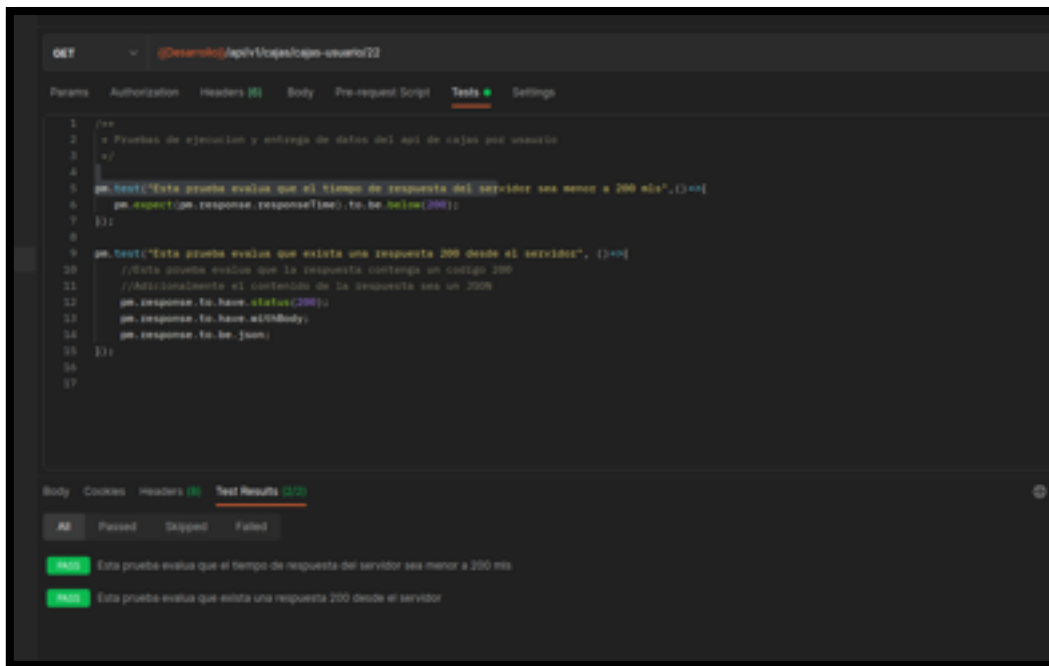 GET {{Desarrollo}}/api/v1/cajas/cajas-usuario/22
Params Authorization Headers (6) Body Pre-request Script Tests Settings
1 /**
2 * Pruebas de ejecucion y entrega de datos del api de cajas por usuario
3 */
4
5 pm.test("Esta prueba evalua que el tiempo de respuesta del servidor sea menor a 200 mls",()=>{
6 pm.expect(pm.response.responseTime).to.be.below(200);
7 });
8
9 pm.test("Esta prueba evalua que exista una respuesta 200 desde el servidor", ()=>{
10 //Esta prueba evalua que la respuesta contenga un codigo 200
11 //Adicionalmente el contenido de la respuesta sea un JSON
12 pm.response.to.have.status(200);
13 pm.response.to.have.withBody;
14 pm.response.to.be.json;
15 });
16
17
Body Cookies Headers (8) Test Results (2/2)
All Passed Skipped Failed
PASS Esta prueba evalua que el tiempo de respuesta del servidor sea menor a 200 mls
PASS Esta prueba evalua que exista una respuesta 200 desde el servidor